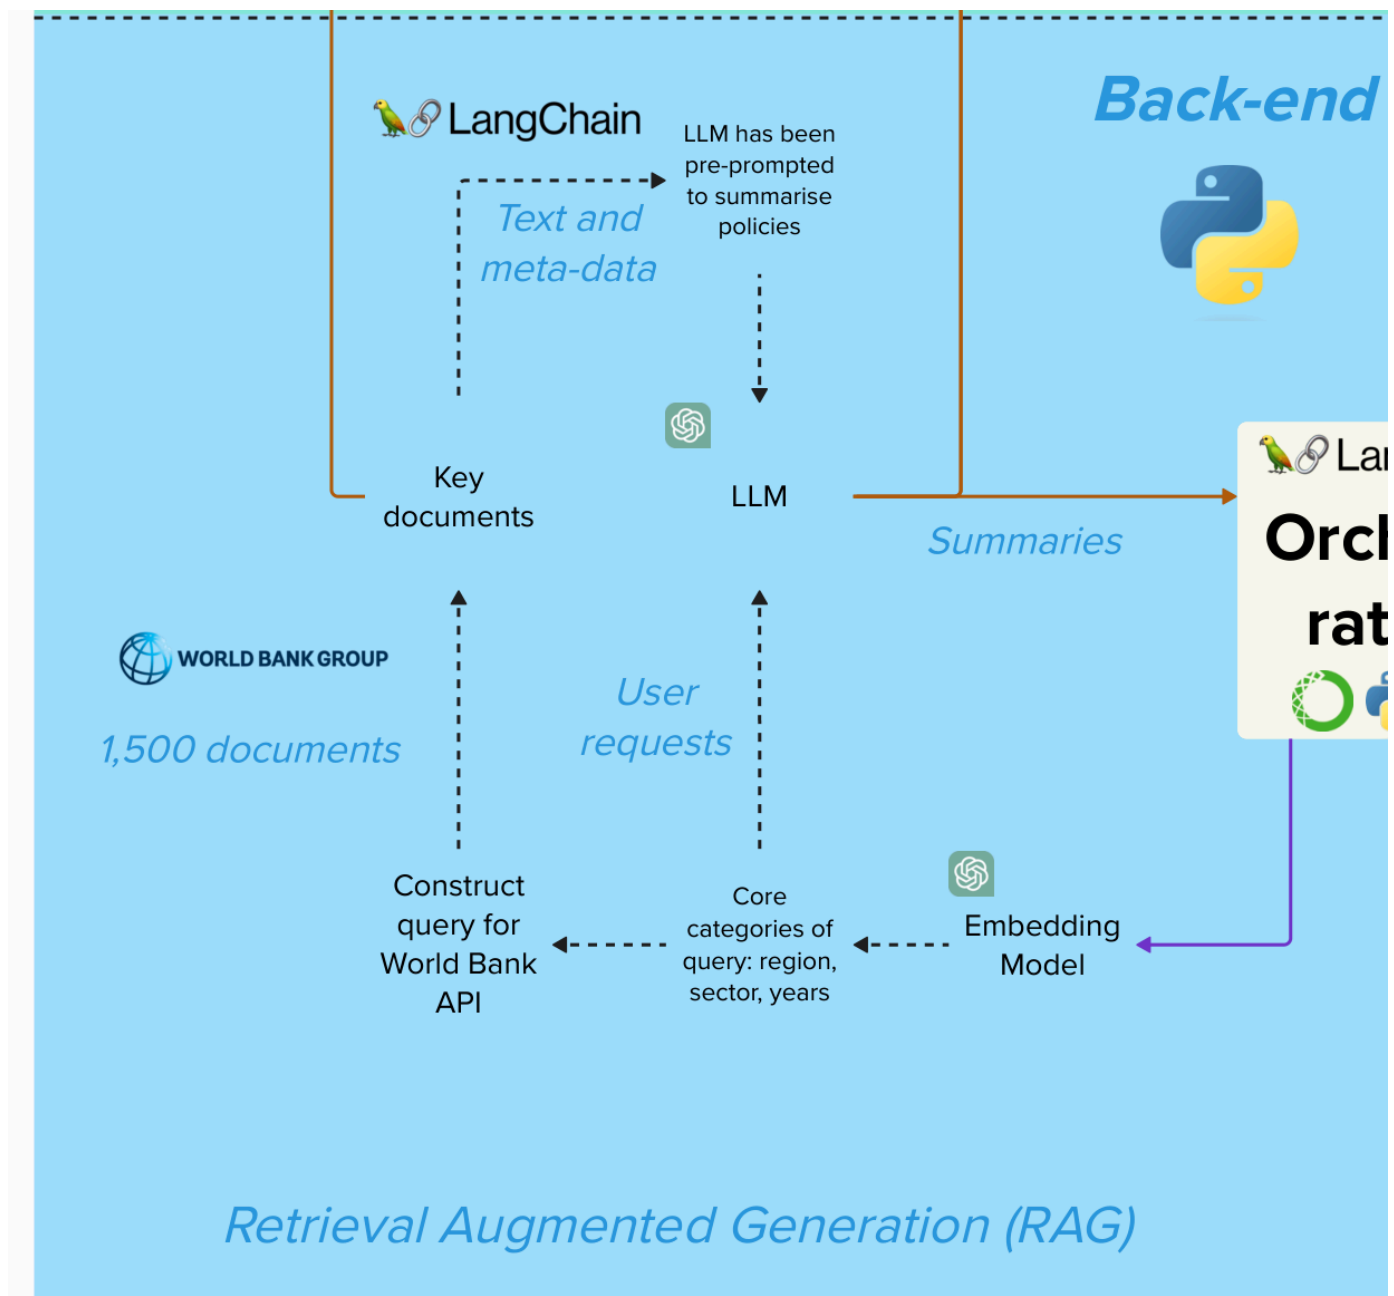 Back-end
LangChain
LLM has been
pre-prompted
to summarise
policies
Text and
meta-data
Key
documents
LLM
Summaries
WORLD BANK GROUP
1,500 documents
User
requests
Construct
query for
World Bank
API
Core
categories of
query: region,
sector, years
Embedding
Model
Retrieval Augmented Generation (RAG)